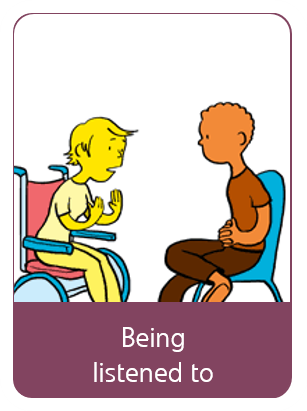 Being
listened to